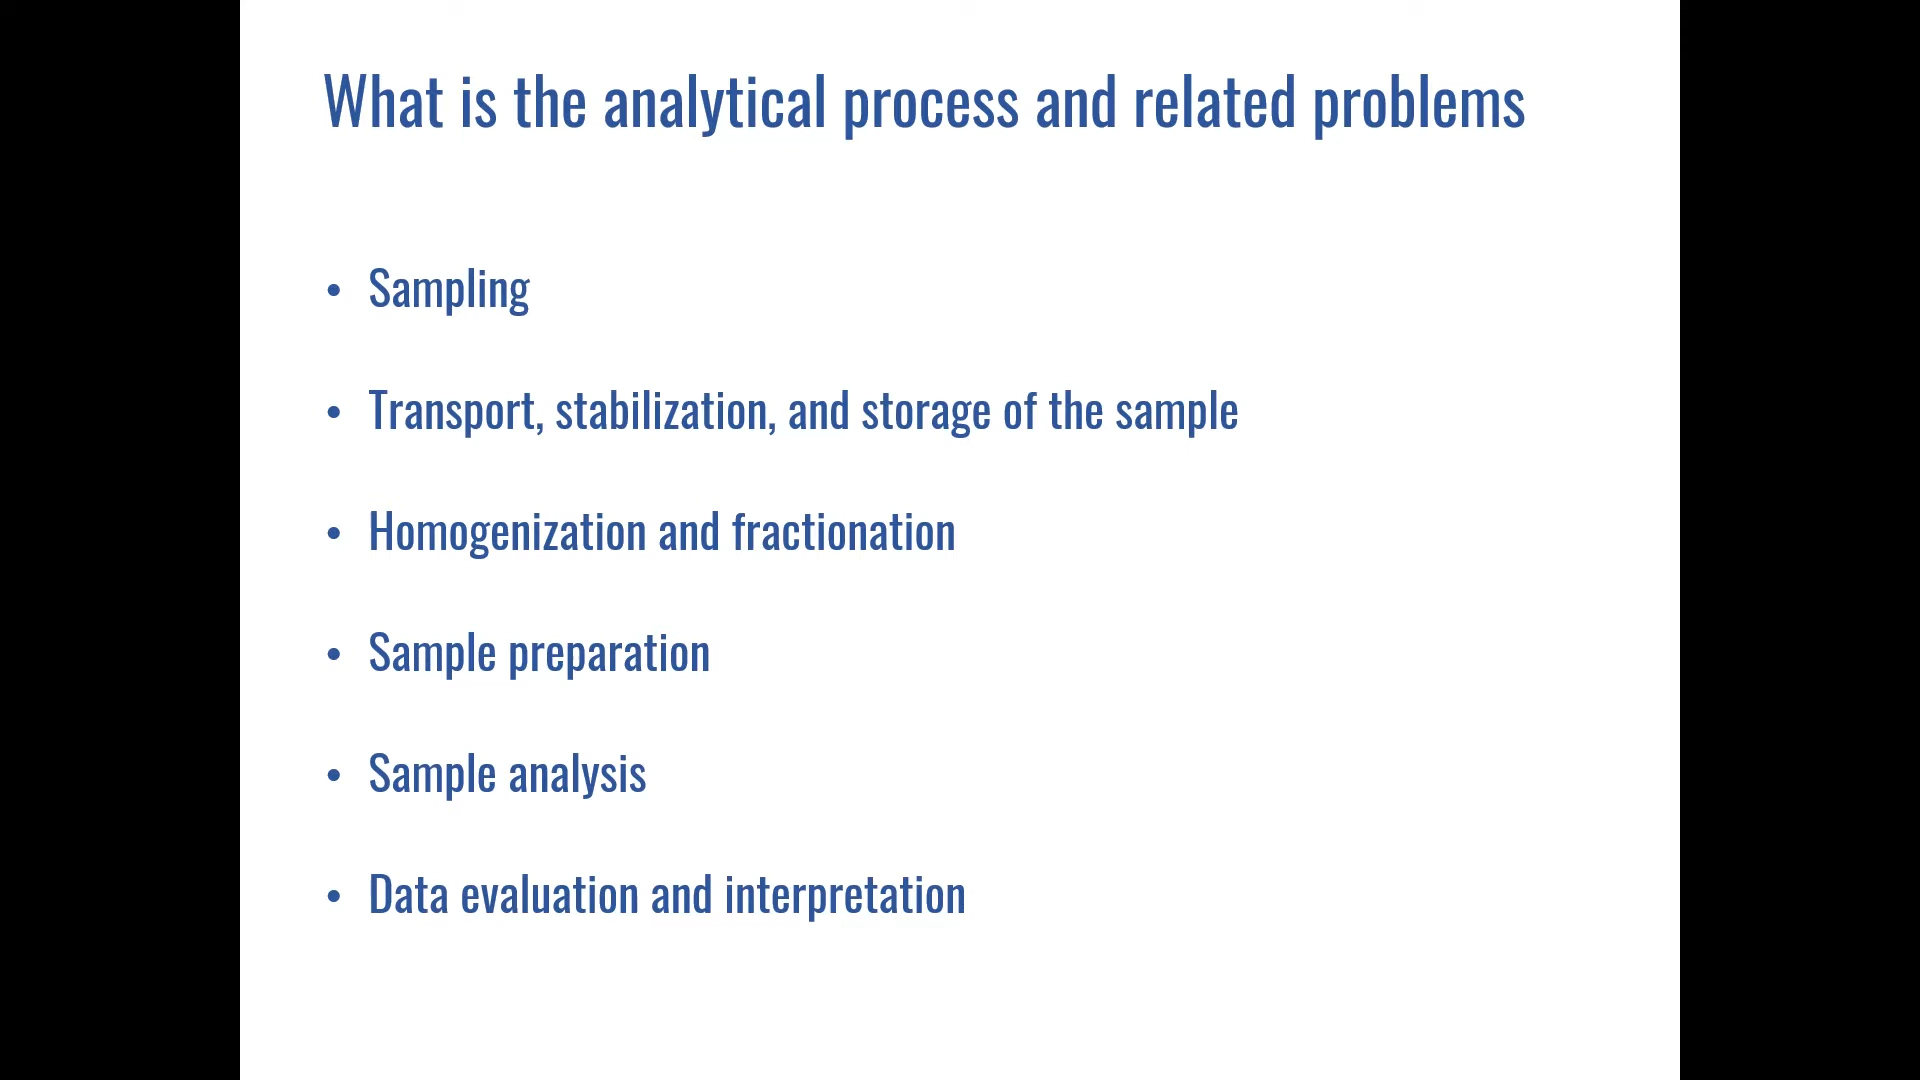 What is the analytical process and related problems
• Sampling
• Transport, stabilization, and storage of the sample
• Homogenization and fractionation
• Sample preparation
• Sample analysis
• Data evaluation and interpretation